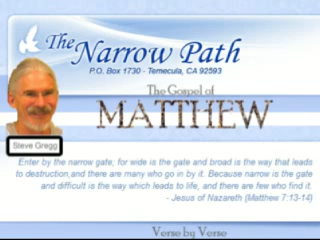 The Narrow Path
P.O. Box 1730 - Temecula, CA 92593
The Gospel of
MATTHEW
Steve Gregg
Enter by the narrow gate; for wide is the gate and broad is the way that leads
to destruction,and there are many who go in by it. Because narrow is the gate
and difficult is the way which leads to life, and there are few who find it.
- Jesus of Nazareth (Matthew 7:13-14)
Verse by Verse